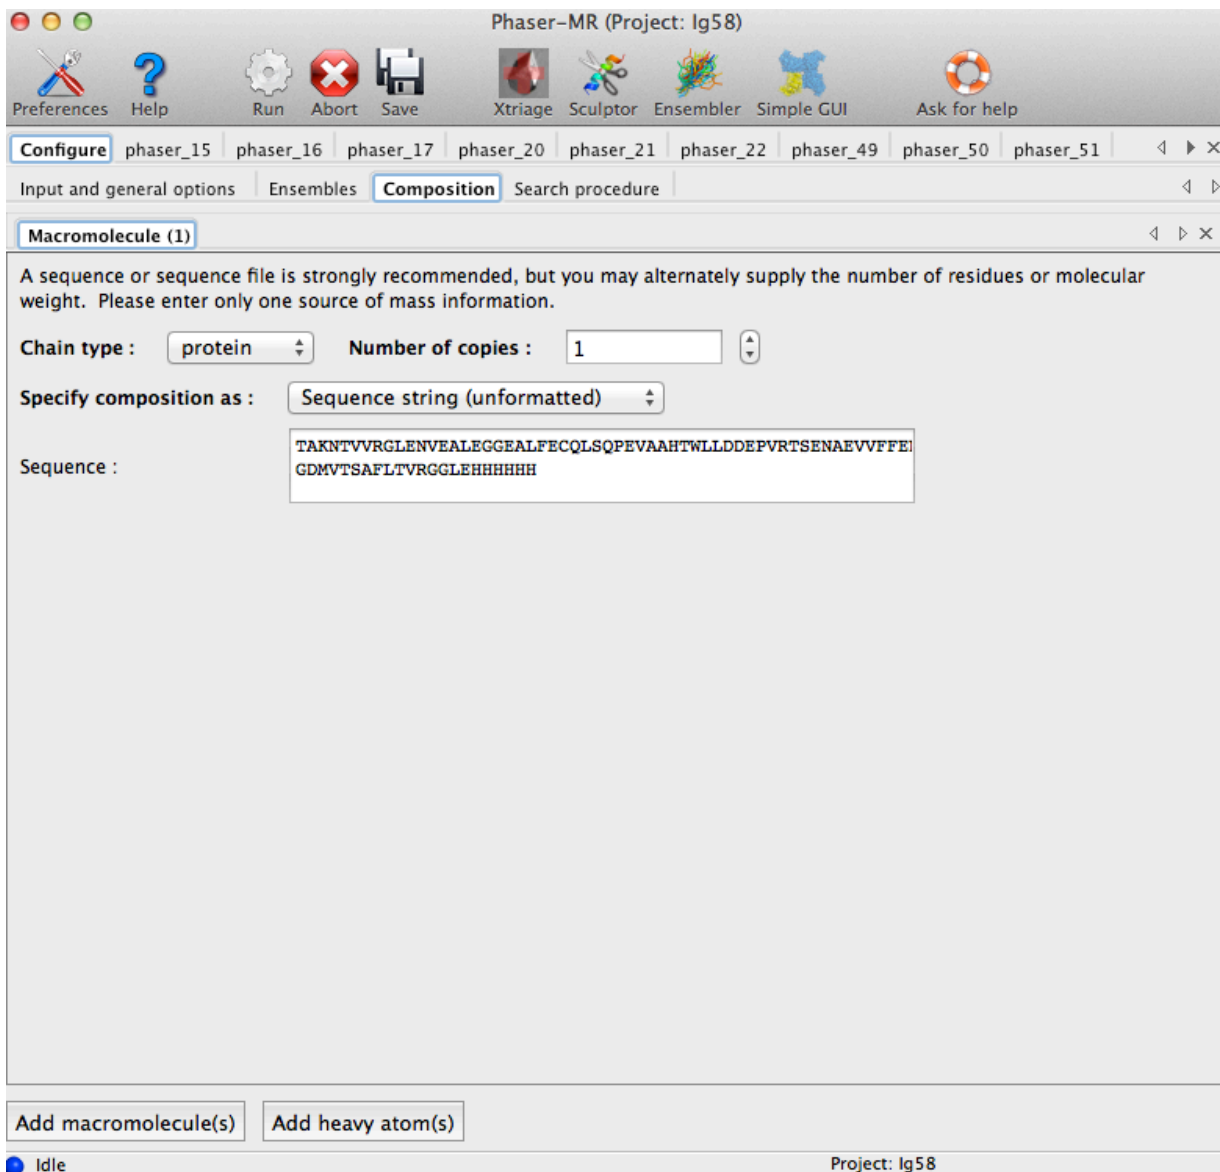 Phaser-MR (Project: Ig58)
Preferences Help Run Abort Save Xtriage Sculptor Ensembler Simple GUI Ask for help
Configure phaser_15 phaser_16 phaser_17 phaser_20 phaser_21 phaser_22 phaser_49 phaser_50 phaser_51
Input and general options Ensembles Composition Search procedure
Macromolecule (1)
A sequence or sequence file is strongly recommended, but you may alternately supply the number of residues or molecular
weight. Please enter only one source of mass information.
Chain type : protein Number of copies : 1
Specify composition as : Sequence string (unformatted)
TAKNTVVRGLENVEALEGGEALFECQLSQPEVAAHTWLLDDEPVRTSENAEVVFFE
Sequence : GDMVTSAFLTVRGGLEHHHHHH
Add macromolecule(s) Add heavy atom(s)
Idle Project: Ig58